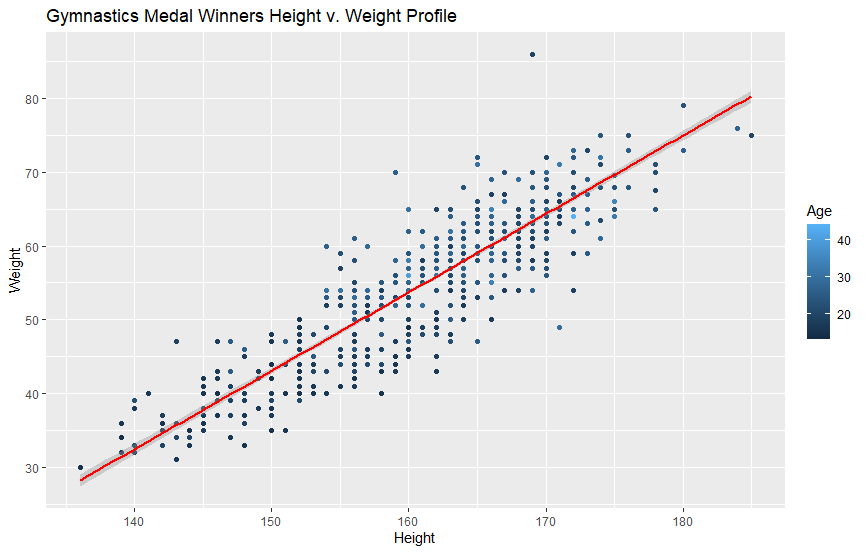 Gymnastics Medal Winners Height v. Weight Profile
80
70
60
50
40
30
Weight
140 150 160 170 180
Height
Age
40
30
20